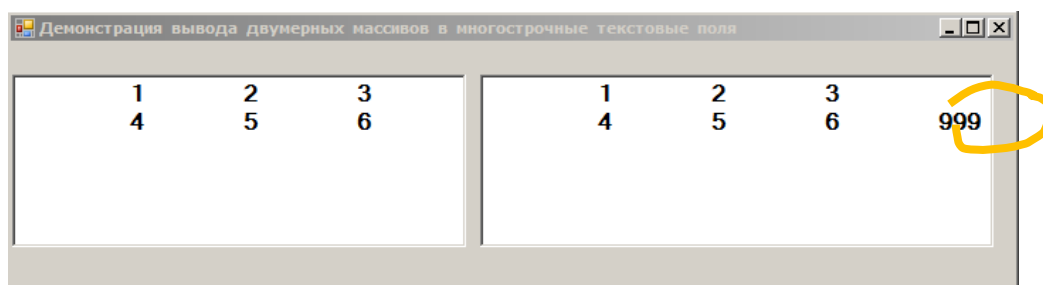 Демонстрация вывода двумерных массивов в многострочные текстовые поля
1 2 3
4 5 6
1 2 3
4 5 6 999